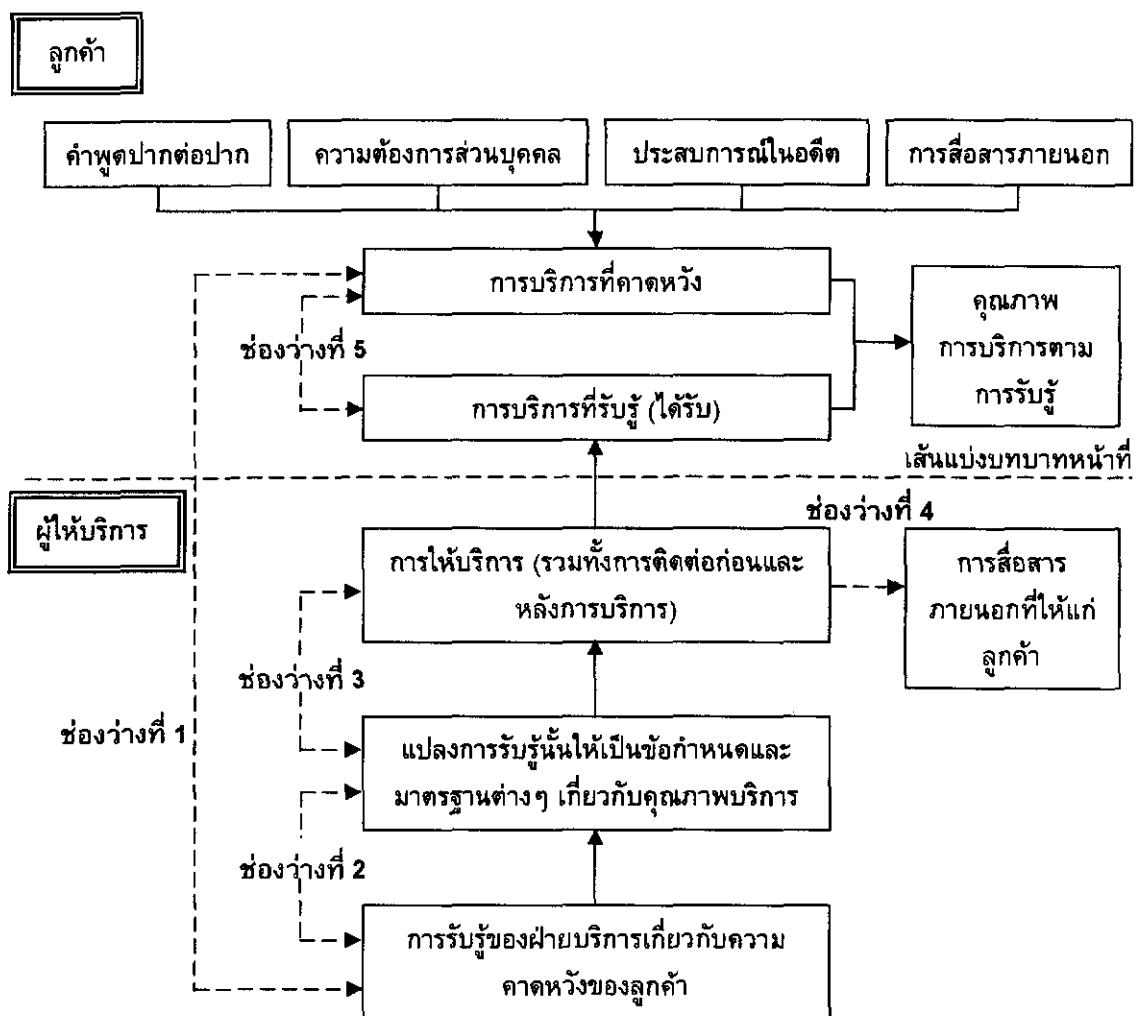 ลูกค้า
คำพูดปากต่อปาก
ความต้องการส่วนบุคคล
ประสบการณ์ในอดีต
การสื่อสารภายนอก
การบริการที่คาดหวัง
คุณภาพ
การบริการตาม
การรับรู้
ช่องว่างที่ 5
การบริการที่รับรู้ (ได้รับ)
เส้นแบ่งบทบาทหน้าที่
ผู้ให้บริการ
ช่องว่างที่ 4
การให้บริการ (รวมทั้งการติดต่อก่อนและ
หลังการบริการ)
การสื่อสาร
ภายนอกที่ให้แก่
ลูกค้า
ช่องว่างที่ 3
ช่องว่างที่ 1
แปลงการรับรู้นั้นให้เป็นข้อกำหนดและ
มาตรฐานต่างๆ เกี่ยวกับคุณภาพบริการ
ช่องว่างที่ 2
การรับรู้ของฝ่ายบริการเกี่ยวกับความ
คาดหวังของลูกค้า